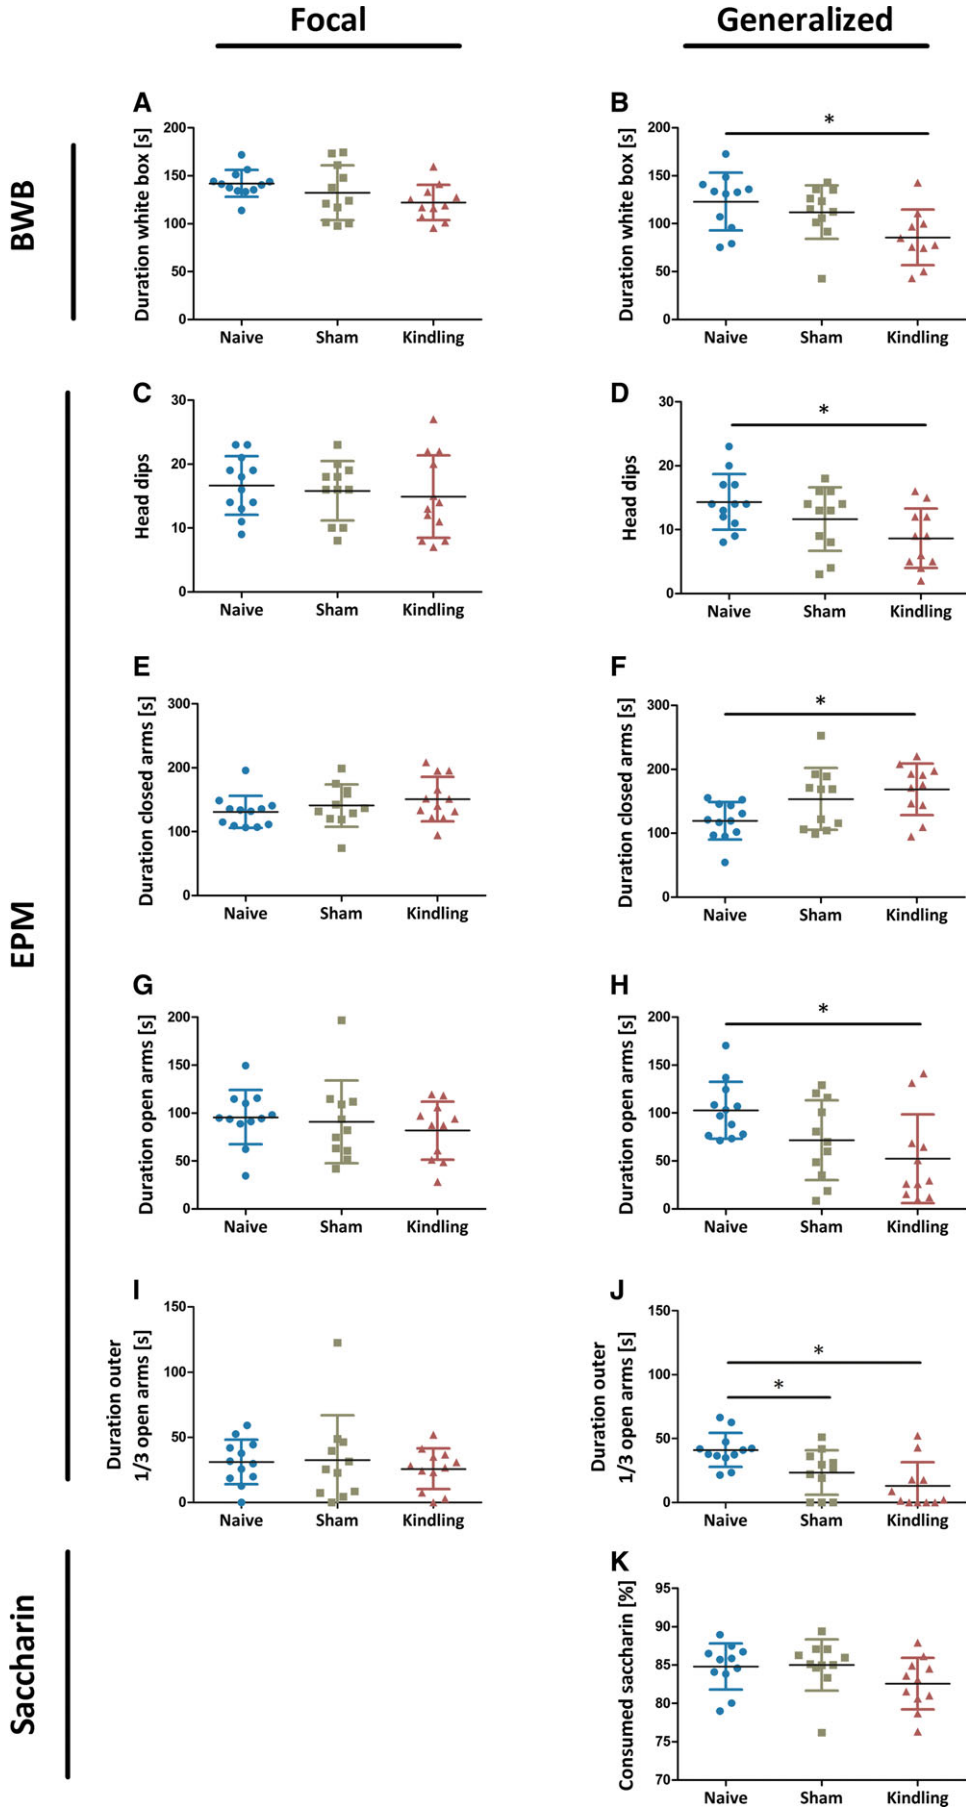 Focal
Generalized
BWB
A
Duration white box [s]
200
150
100
50
0
Naive Sham Kindling
B
*
Duration white box [s]
200
150
100
50
0
Naive Sham Kindling
EPM
C
Head dips
30
20
10
0
Naive Sham Kindling
D
*
Head dips
30
20
10
0
Naive Sham Kindling
E
Duration closed arms [s]
300
200
100
0
Naive Sham Kindling
F
*
Duration closed arms [s]
300
200
100
0
Naive Sham Kindling
G
Duration open arms [s]
200
150
100
50
0
Naive Sham Kindling
H
*
Duration open arms [s]
200
150
100
50
0
Naive Sham Kindling
I
Duration outer
1/3 open arms [s]
150
100
50
0
Naive Sham Kindling
J
*
*
Duration outer
1/3 open arms [s]
150
100
50
0
Naive Sham Kindling
Saccharin
K
Consumed saccharin [%]
95
90
85
80
75
70
Naive Sham Kindling